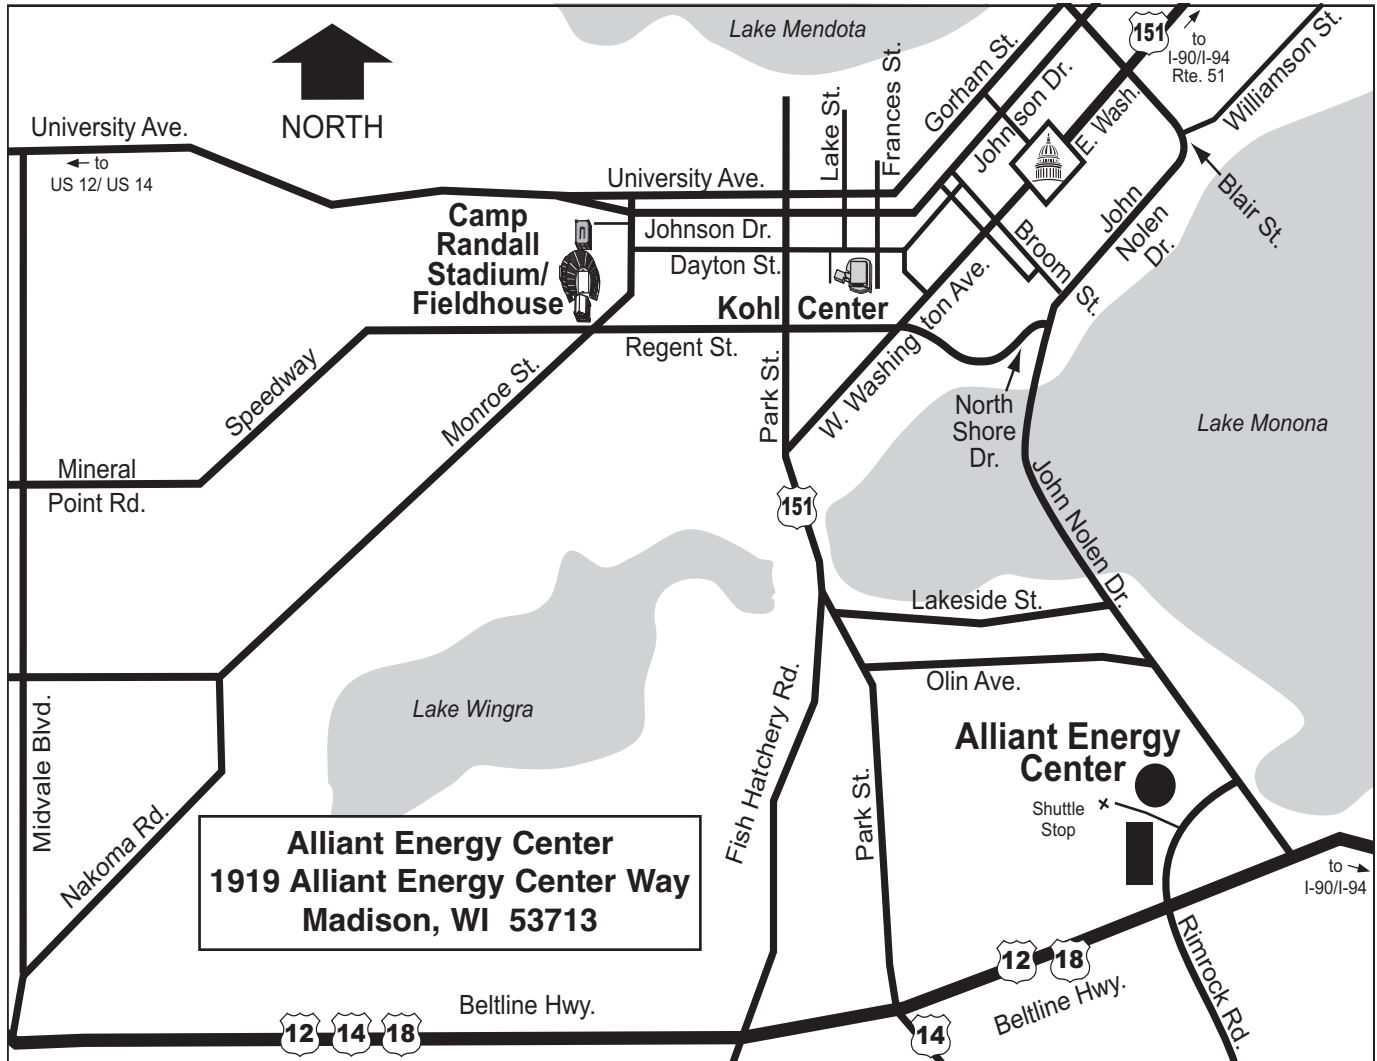 Lake Mendota
151
to
I-90/I-94
Rte. 51
Williamson St.
NORTH
University Ave.
to
US 12/ US 14
Gorham St.
Johnson Dr.
E. Wash.
Lake St.
Frances St.
University Ave.
Johnson Dr.
Dayton St.
Camp
Randall
Stadium/
Fieldhouse
Kohl Center
Broom St.
John
Nolen
Dr.
Blair St.
Regent St.
Speedway
Monroe St.
Park St.
W. Washington Ave.
North
Shore
Dr.
Lake Monona
Mineral
Point Rd.
151
John Nolen Dr.
Lakeside St.
Olin Ave.
Lake Wingra
Fish Hatchery Rd.
Park St.
Midvale Blvd.
Nakoma Rd.
Alliant Energy
Center
Shuttle
Stop
Alliant Energy Center
1919 Alliant Energy Center Way
Madison, WI 53713
to
I-90/I-94
12
18
Beltline Hwy.
Rimrock Rd.
Beltline Hwy.
12
14
18
14